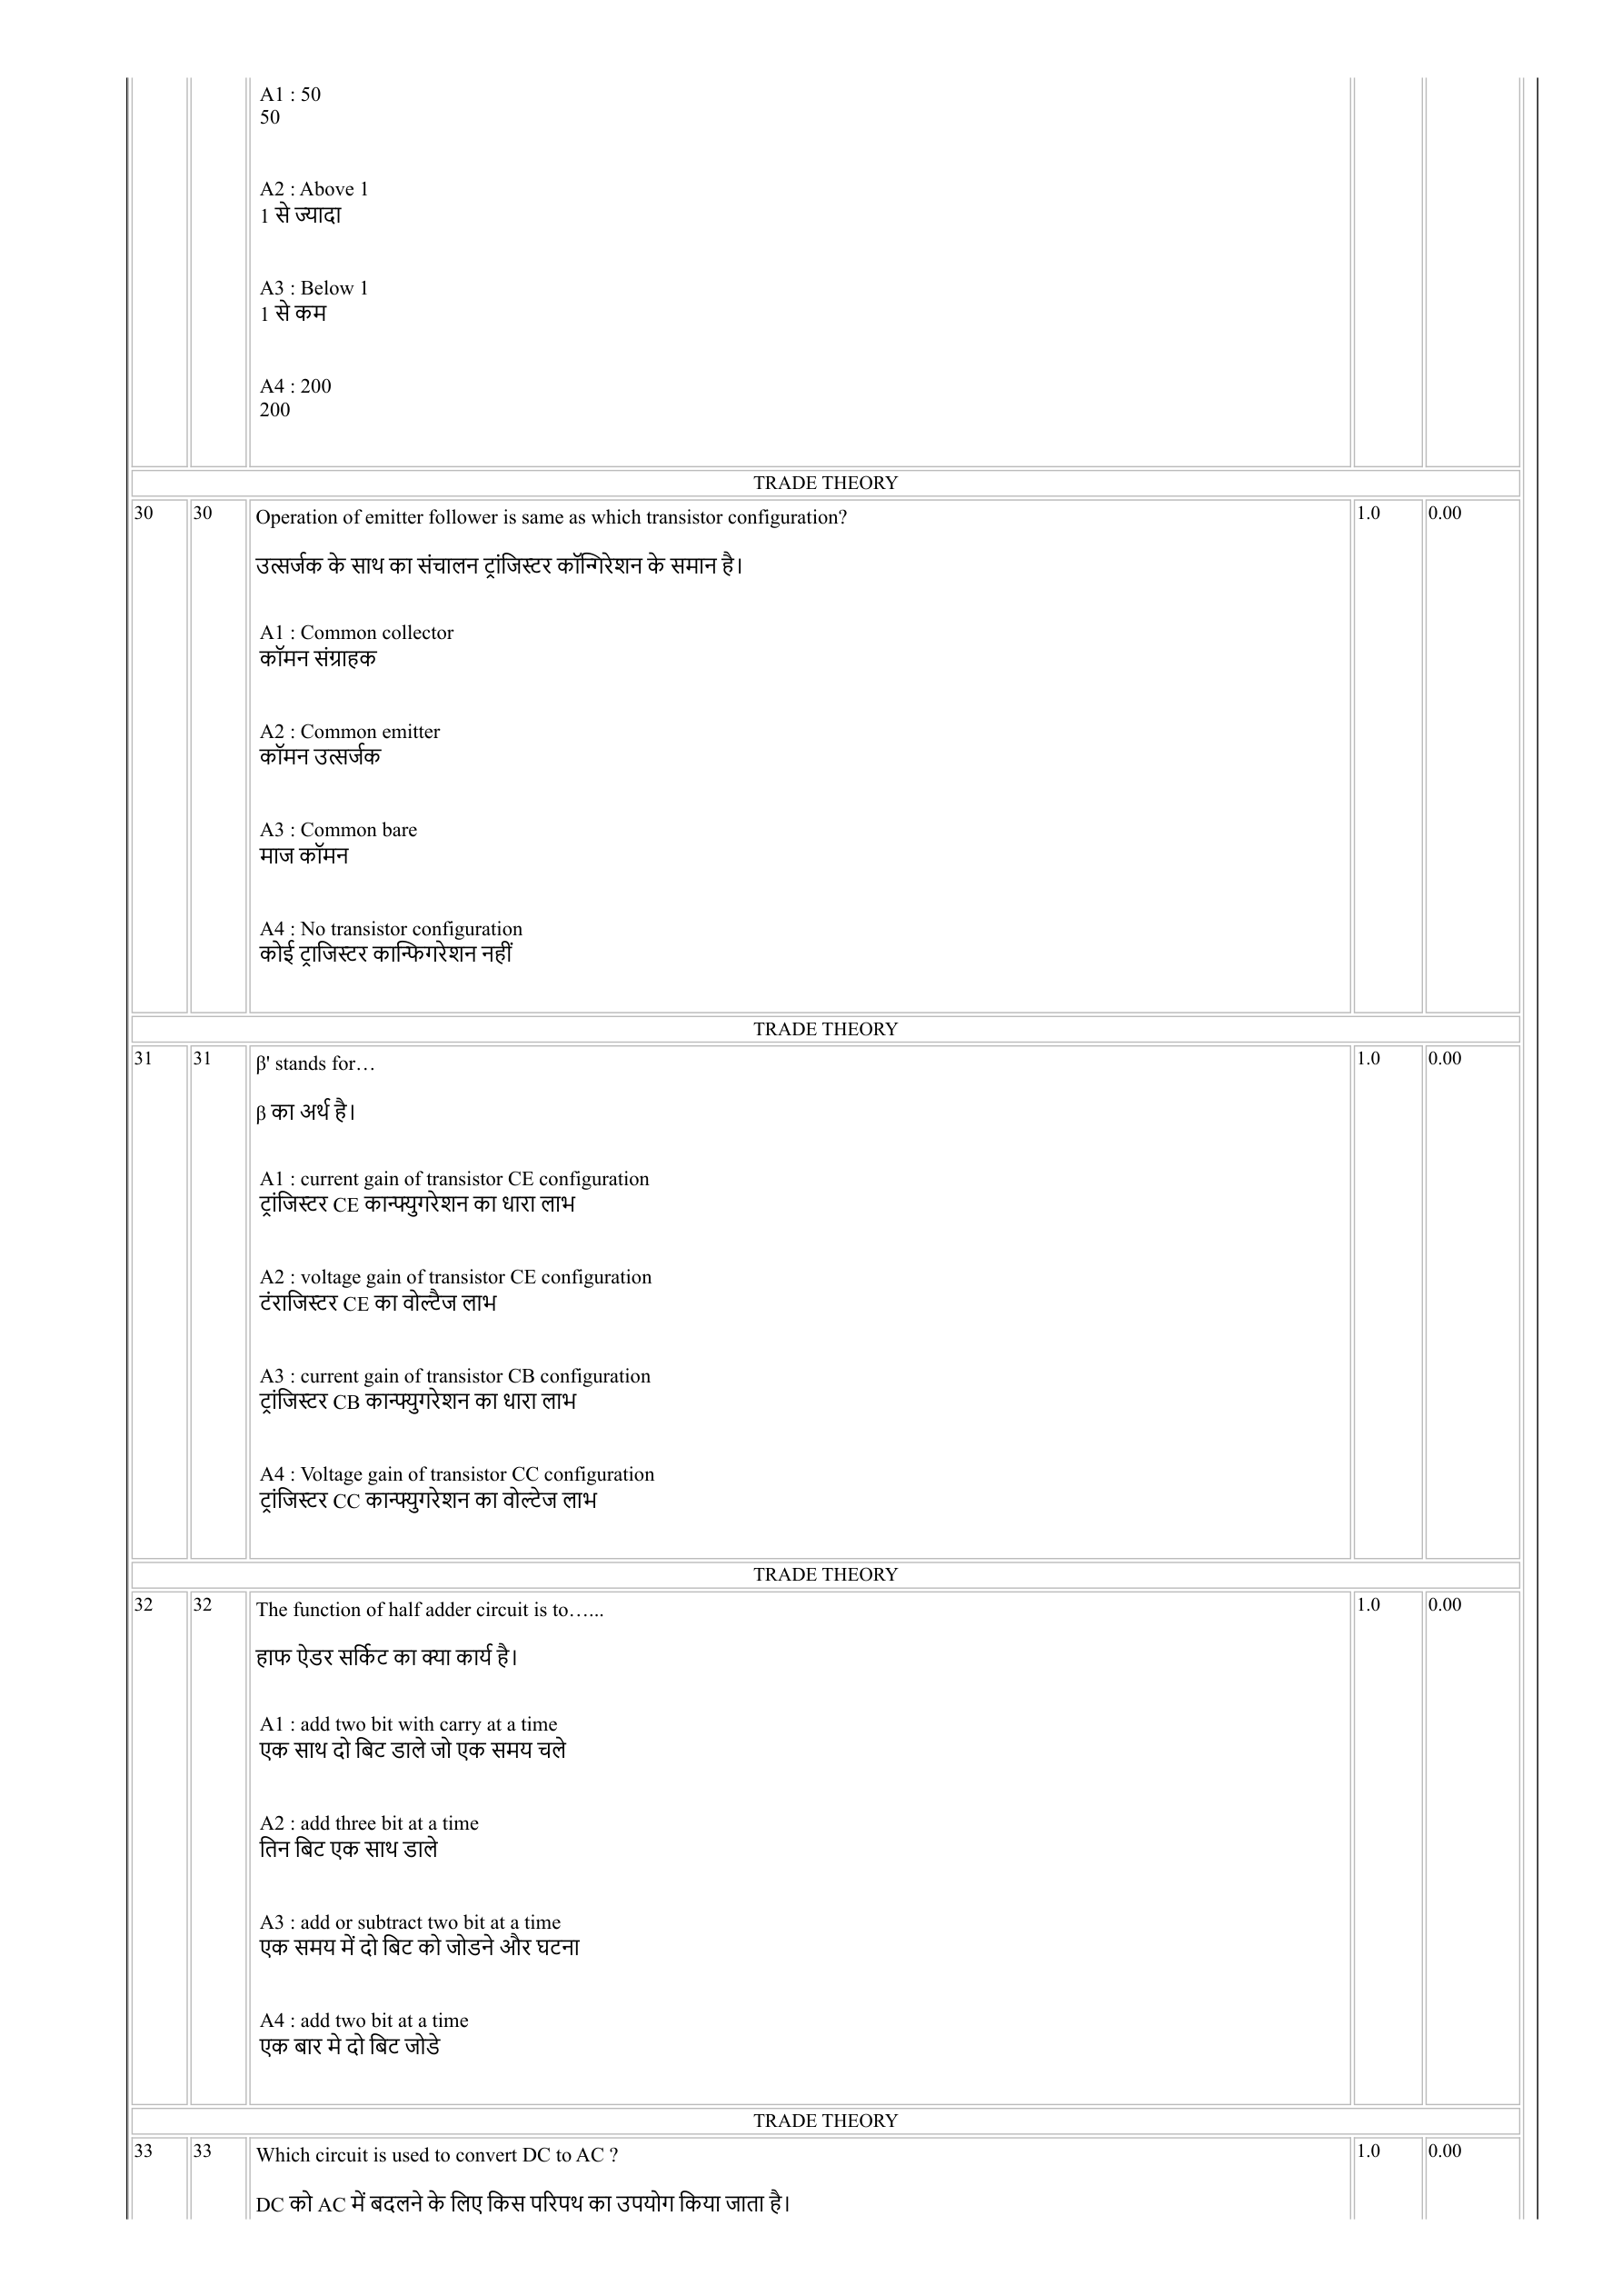 A1 : 50
50
A2 : Above 1
1 से ज्यादा
A3 : Below 1
1 से कम
A4 : 200
200
TRADE THEORY
30 30 Operation of emitter follower is same as which transistor configuration? 1.0 0.00
उत्सर्जक के साथ का संचालन ट्रांजिस्टर कॉन्गिरेशन के समान है।
A1 : Common collector
कॉमन संग्राहक
A2 : Common emitter
कॉमन उत्सर्जक
A3 : Common bare
माज कॉमन
A4 : No transistor configuration
कोई ट्राजिस्टर कान्फिगरेशन नहीं
TRADE THEORY
31 31 β' stands for… 1.0 0.00
β का अर्थ है।
A1 : current gain of transistor CE configuration
ट्रांजिस्टर CE कान्फ्युगरेशन का धारा लाभ
A2 : voltage gain of transistor CE configuration
टंराजिस्टर CE का वोल्टैज लाभ
A3 : current gain of transistor CB configuration
ट्रांजिस्टर CB कान्फ्युगरेशन का धारा लाभ
A4 : Voltage gain of transistor CC configuration
ट्रांजिस्टर CC कान्फ्युगरेशन का वोल्टेज लाभ
TRADE THEORY
32 32 The function of half adder circuit is to…... 1.0 0.00
हाफ ऐडर सर्किट का क्या कार्य है।
A1 : add two bit with carry at a time
एक साथ दो बिट डाले जो एक समय चले
A2 : add three bit at a time
तिन बिट एक साथ डाले
A3 : add or subtract two bit at a time
एक समय में दो बिट को जोडने और घटना
A4 : add two bit at a time
एक बार मे दो बिट जोडे
TRADE THEORY
33 33 Which circuit is used to convert DC to AC ? 1.0 0.00
DC को AC में बदलने के लिए किस परिपथ का उपयोग किया जाता है।